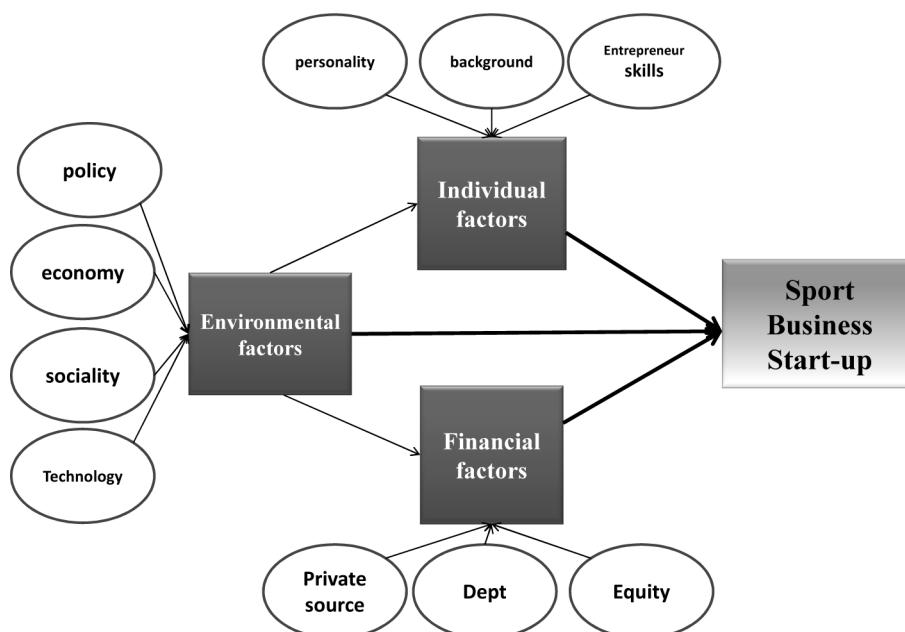 personality
background
Entrepreneur
skills
policy
economy
sociality
Technology
Environmental
factors
Individual
factors
Financial
factors
Sport
Business
Start-up
Private
source
Dept
Equity